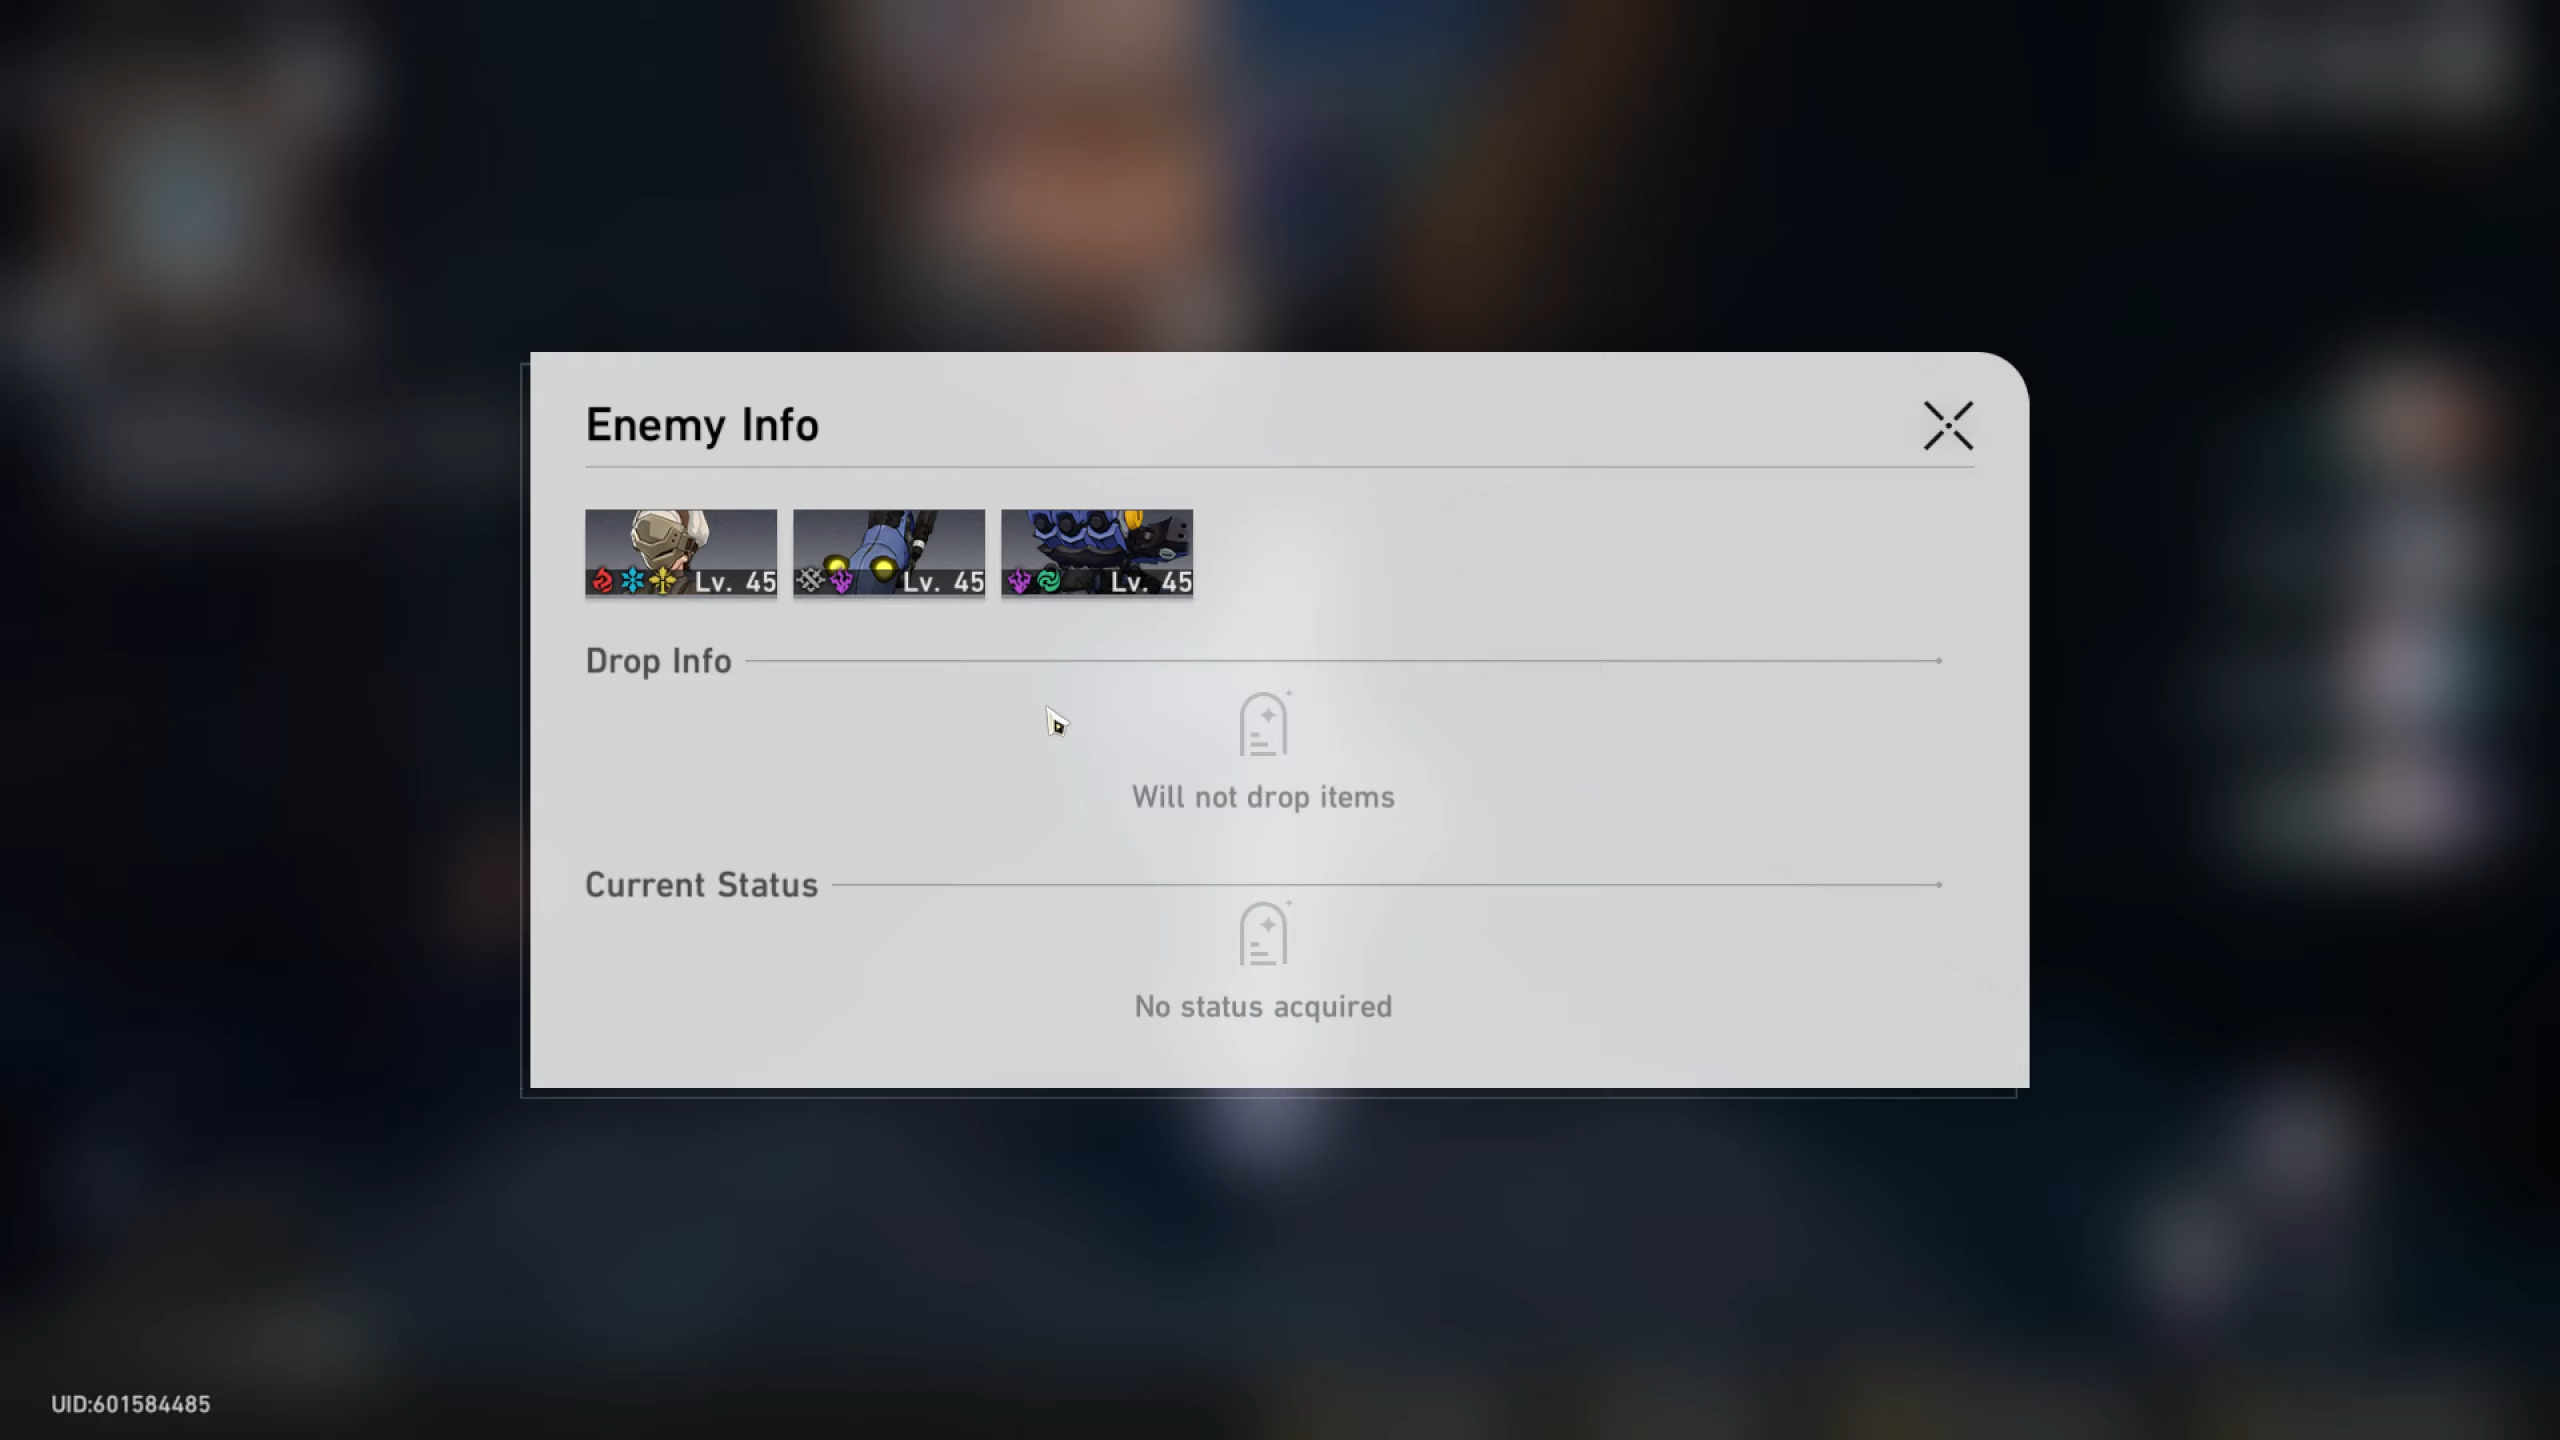 Enemy Info
Lv. 45
Lv. 45
Lv. 45
Drop Info
Will not drop items
Current Status
No status acquired
UID:601584485